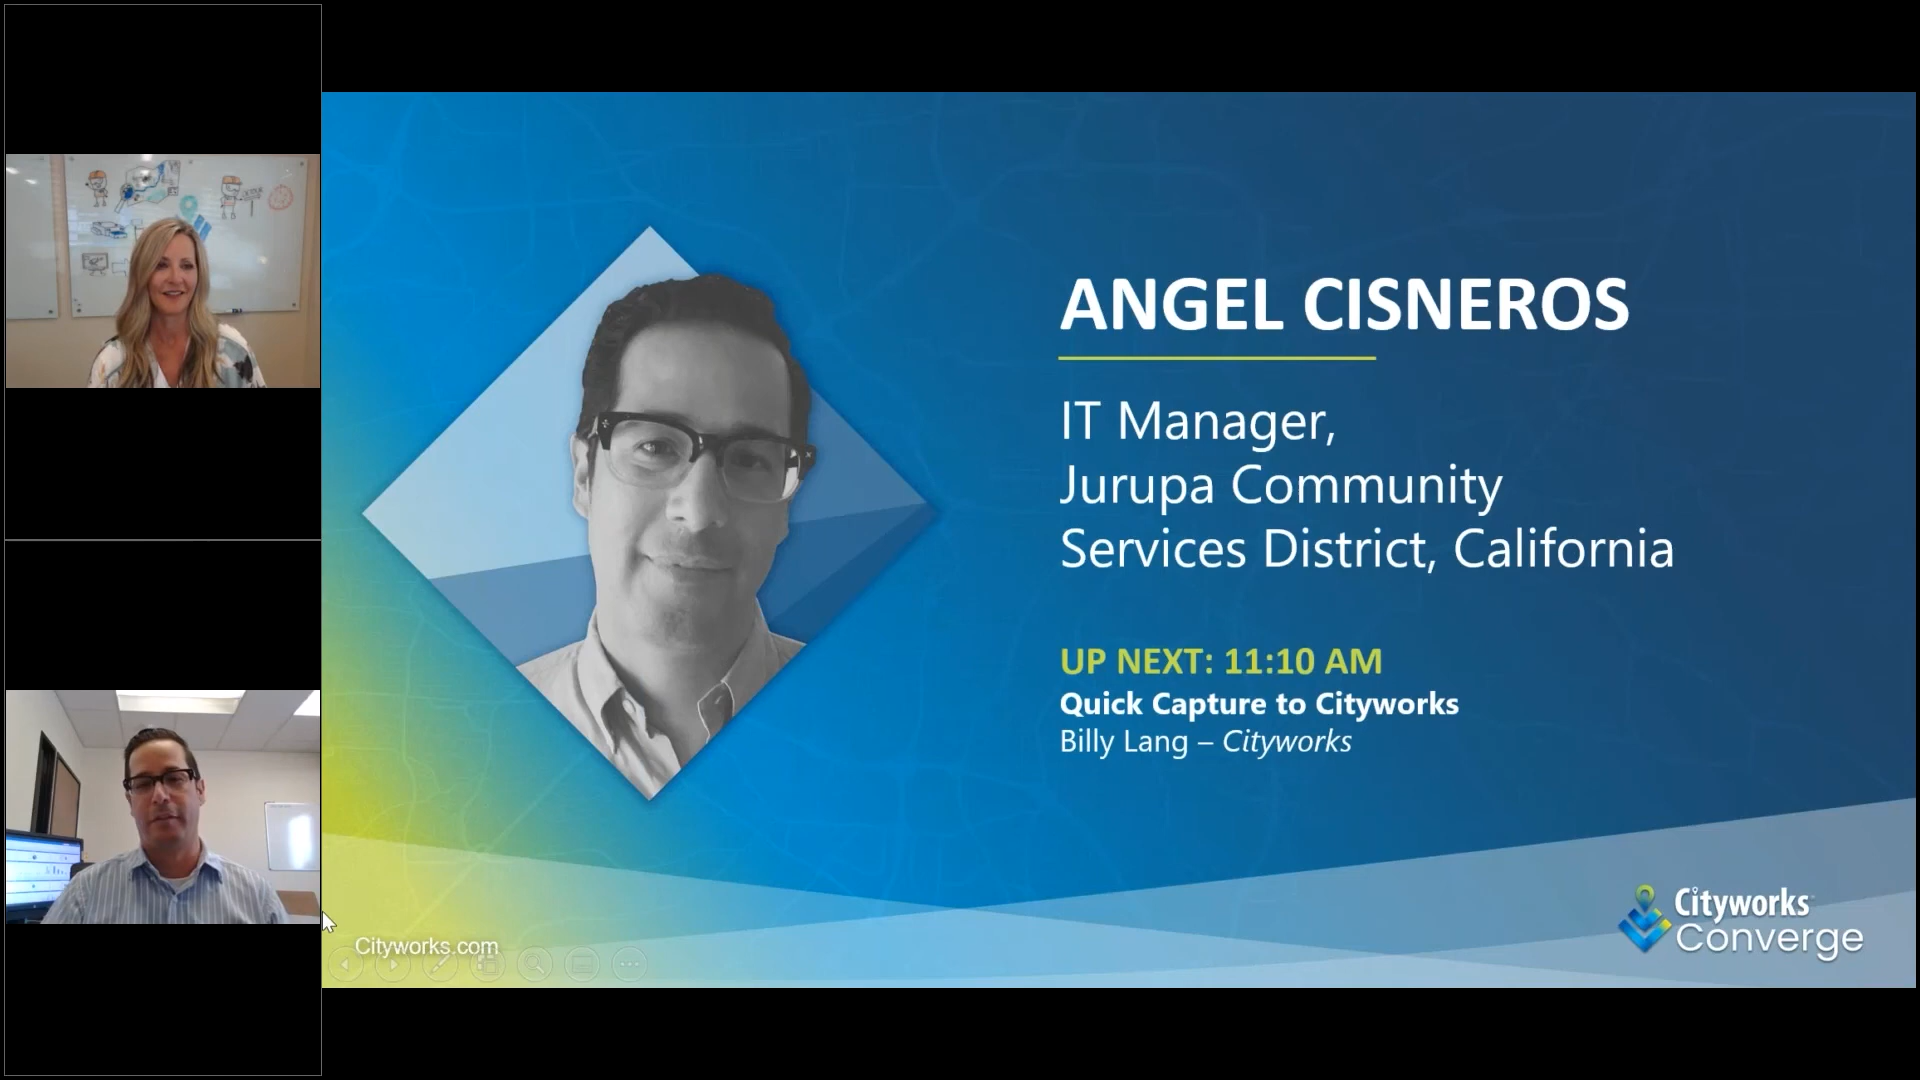 ANGEL CISNEROS
IT Manager,
Jurupa Community
Services District, California
UP NEXT: 11:10 AM
Quick Capture to Cityworks
Billy Lang – Cityworks
Cityworks.com
Cityworks
Converge